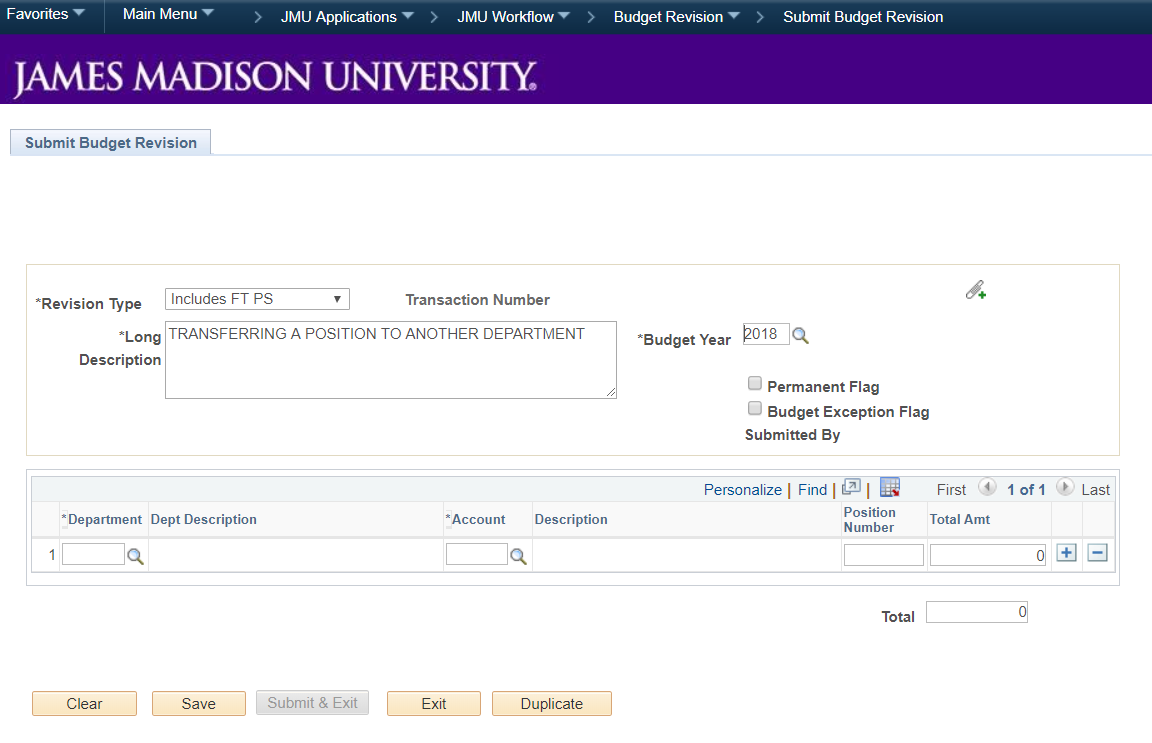 Favorites Main Menu JMU Applications JMU Workflow Budget Revision Submit Budget Revision
JAMES MADISON UNIVERSITY®
Submit Budget Revision
*Revision Type Includes FT PS Transaction Number
*Long Description TRANSFERRING A POSITION TO ANOTHER DEPARTMENT *Budget Year 2018
Permanent Flag
Budget Exception Flag
Submitted By
Personalize | Find | | First 1 of 1 Last
*Department Dept Description *Account Description Position Number Total Amt
1 0
Total 0
Clear Save Submit & Exit Exit Duplicate